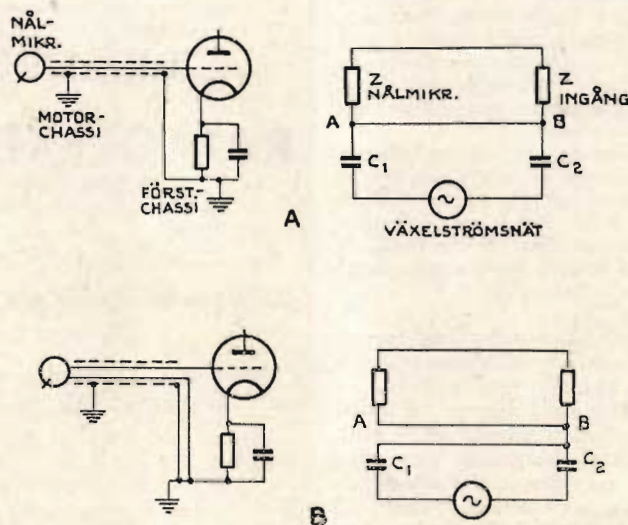 NÅL-
MIKR.
MOTOR-
CHASSI
FÖRST.-
CHASSI
A
Z
NÅLMIKR.
Z
INGÅNG
A
B
C₁
C₂
VÄXELSTRÖMSNÄT
B
A
B
C₁
C₂